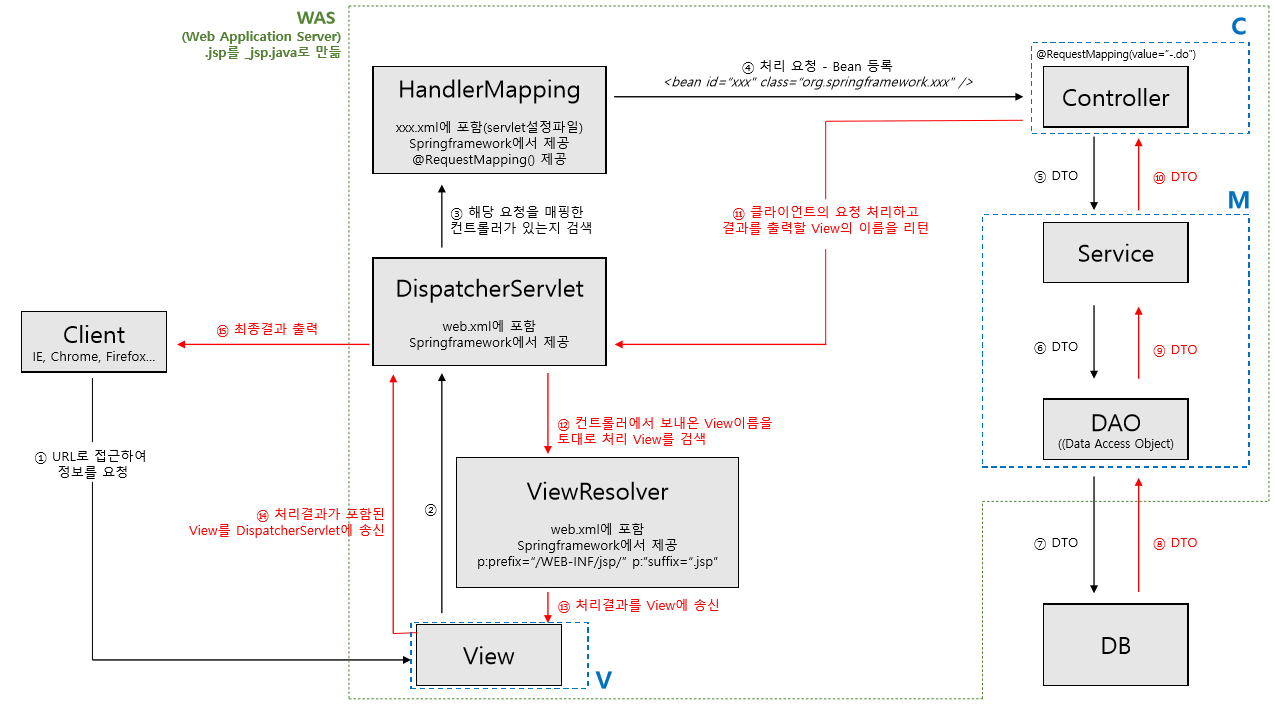 WAS
(Web Application Server)
.jsp를 _jsp.java로 만듦
C
@RequestMapping(value="-.do")
Controller
④ 처리 요청 - Bean 등록
<bean id="xxx" class="org.springframework.xxx" />
HandlerMapping
xxx.xml에 포함(servlet설정파일)
Springframework에서 제공
@RequestMapping() 제공
⑤ DTO
⑩ DTO
③ 해당 요청을 매핑한
컨트롤러가 있는지 검색
⑪ 클라이언트의 요청 처리하고
결과를 출력할 View의 이름을 리턴
M
Service
DispatcherServlet
web.xml에 포함
Springframework에서 제공
Client
IE, Chrome, Firefox...
⑮ 최종결과 출력
⑥ DTO
⑨ DTO
DAO
((Data Access Object)
⑫ 컨트롤러에서 보내온 View이름을
토대로 처리 View를 검색
① URL로 접근하여
정보를 요청
ViewResolver
web.xml에 포함
Springframework에서 제공
p:prefix="/WEB-INF/jsp/" p:"suffix=".jsp"
⑭ 처리결과가 포함된
View를 DispatcherServlet에 송신
②
⑦ DTO
⑧ DTO
⑬ 처리결과를 View에 송신
View
V
DB